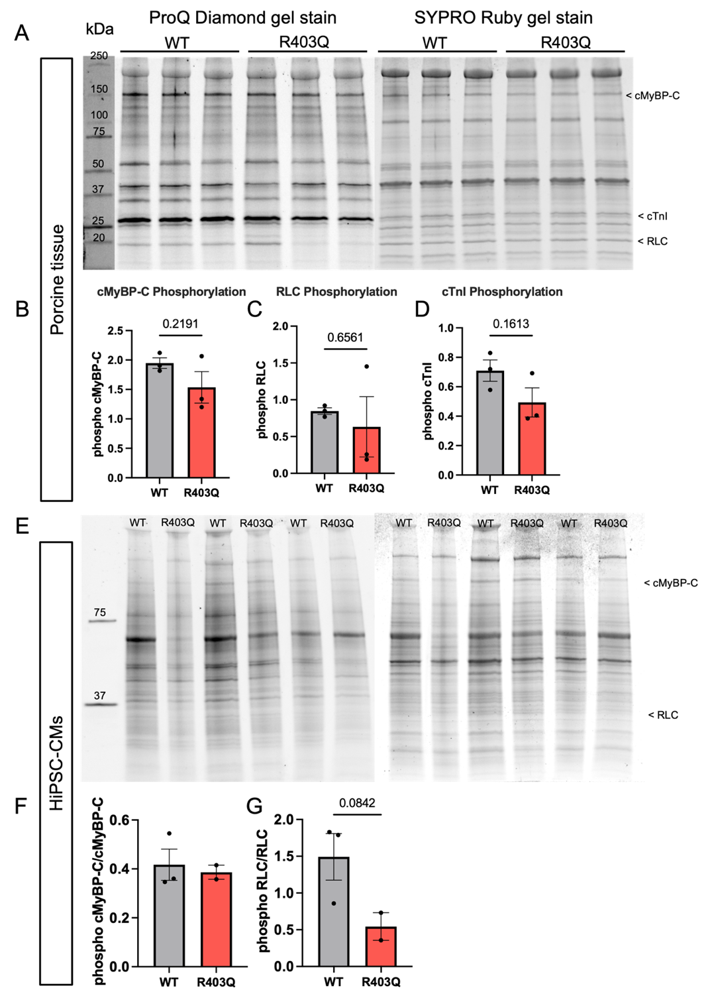 A
kDa
ProQ Diamond gel stain
SYPRO Ruby gel stain
WT
R403Q
WT
R403Q
250
150
100
75
50
37
25
20
< cMyBP-C
< cTnI
< RLC
Porcine tissue
B
cMyBP-C Phosphorylation
0.2191
phospho cMyBP-C
2.5
2.0
1.5
1.0
0.5
0.0
WT
R403Q
C
RLC Phosphorylation
0.6561
phospho RLC
2.0
1.5
1.0
0.5
0.0
WT
R403Q
D
cTnI Phosphorylation
0.1613
phospho cTnI
1.0
0.8
0.6
0.4
0.2
0.0
WT
R403Q
E
WT
R403Q
WT
R403Q
WT
R403Q
WT
R403Q
WT
R403Q
WT
R403Q
75
37
< cMyBP-C
< RLC
HiPSC-CMs
F
phospho cMyBP-C/cMyBP-C
0.6
0.4
0.2
0.0
WT
R403Q
G
0.0842
phospho RLC/RLC
2.0
1.5
1.0
0.5
0.0
WT
R403Q